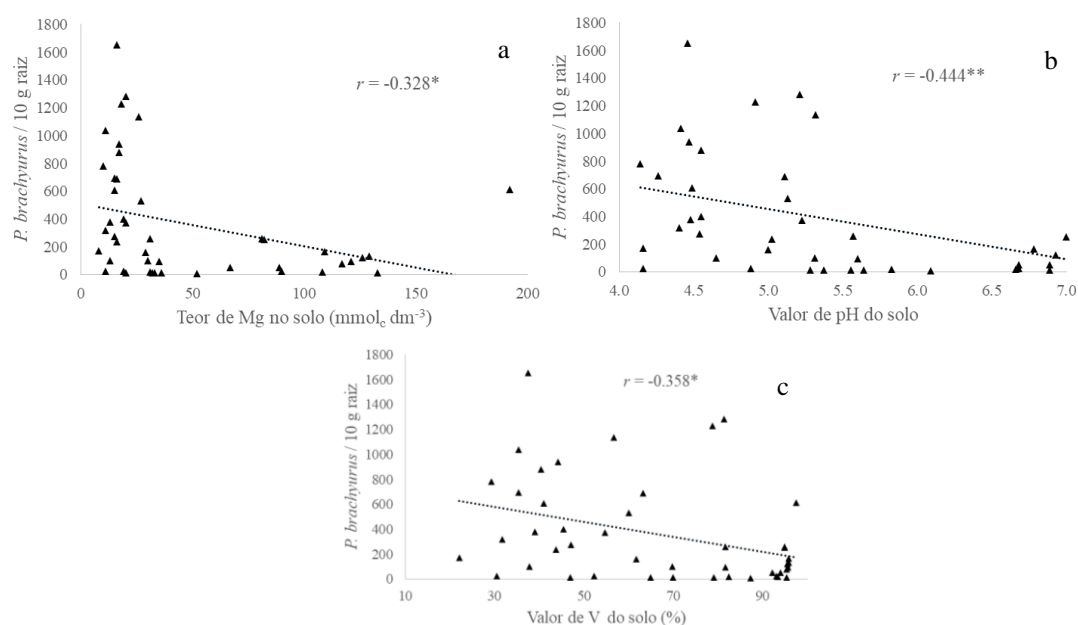 1800
1600
1400
1200
1000
800
600
400
200
0
P. brachyurus / 10 g raiz
a
r = -0.328*
0 50 100 150 200
Teor de Mg no solo (mmolc dm-3)
1800
1600
1400
1200
1000
800
600
400
200
0
P. brachyurus / 10 g raiz
b
r = -0.444**
4.0 4.5 5.0 5.5 6.0 6.5 7.0
Valor de pH do solo
1800
1600
1400
1200
1000
800
600
400
200
0
P. brachyurus / 10 g raiz
c
r = -0.358*
10 30 50 70 90
Valor de V do solo (%)